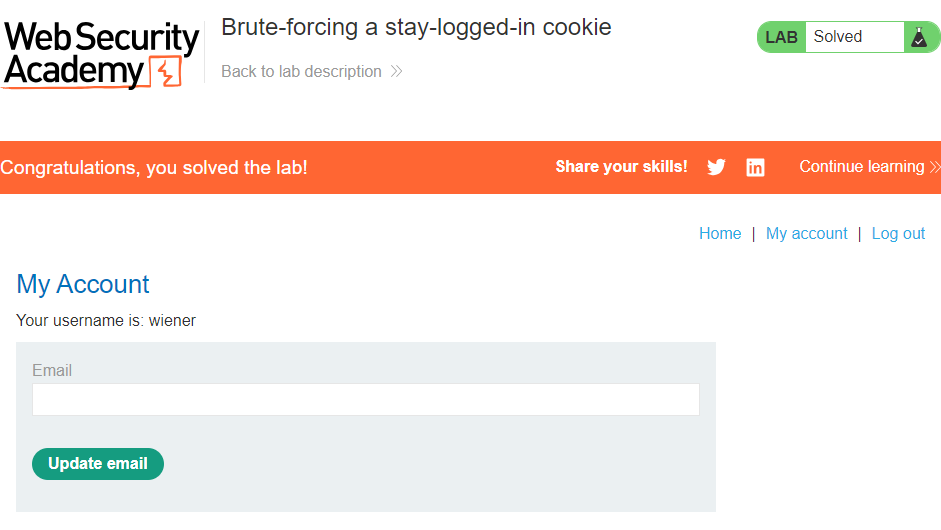 Web Security
Academy
Brute-forcing a stay-logged-in cookie
Back to lab description
LAB Solved
Congratulations, you solved the lab!
Share your skills!
Continue learning
Home | My account | Log out
My Account
Your username is: wiener
Email
Update email